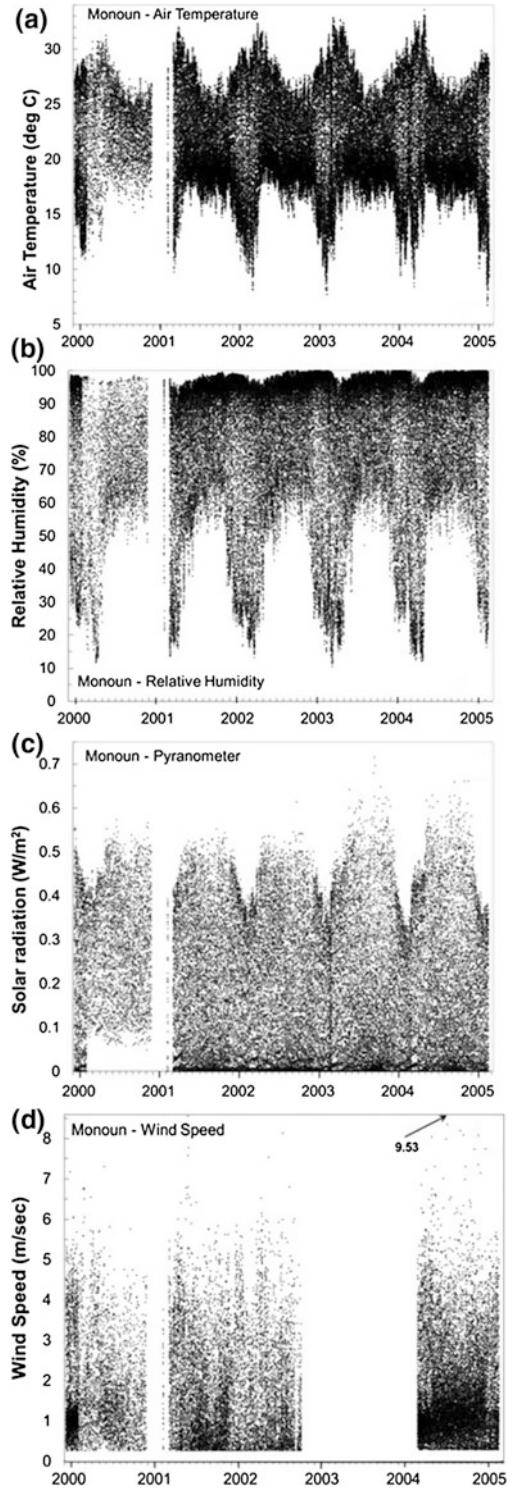 (a)
Monoun - Air Temperature
Air Temperature (deg C)
30
25
20
15
10
5
2000 2001 2002 2003 2004 2005
(b)
Relative Humidity (%)
100
90
80
70
60
50
40
30
20
10
0
Monoun - Relative Humidity
2000 2001 2002 2003 2004 2005
(c)
Monoun - Pyranometer
Solar radiation (W/m²)
0.7
0.6
0.5
0.4
0.3
0.2
0.1
0
2000 2001 2002 2003 2004 2005
(d)
Monoun - Wind Speed
9.53
Wind Speed (m/sec)
8
7
6
5
4
3
2
1
0
2000 2001 2002 2003 2004 2005